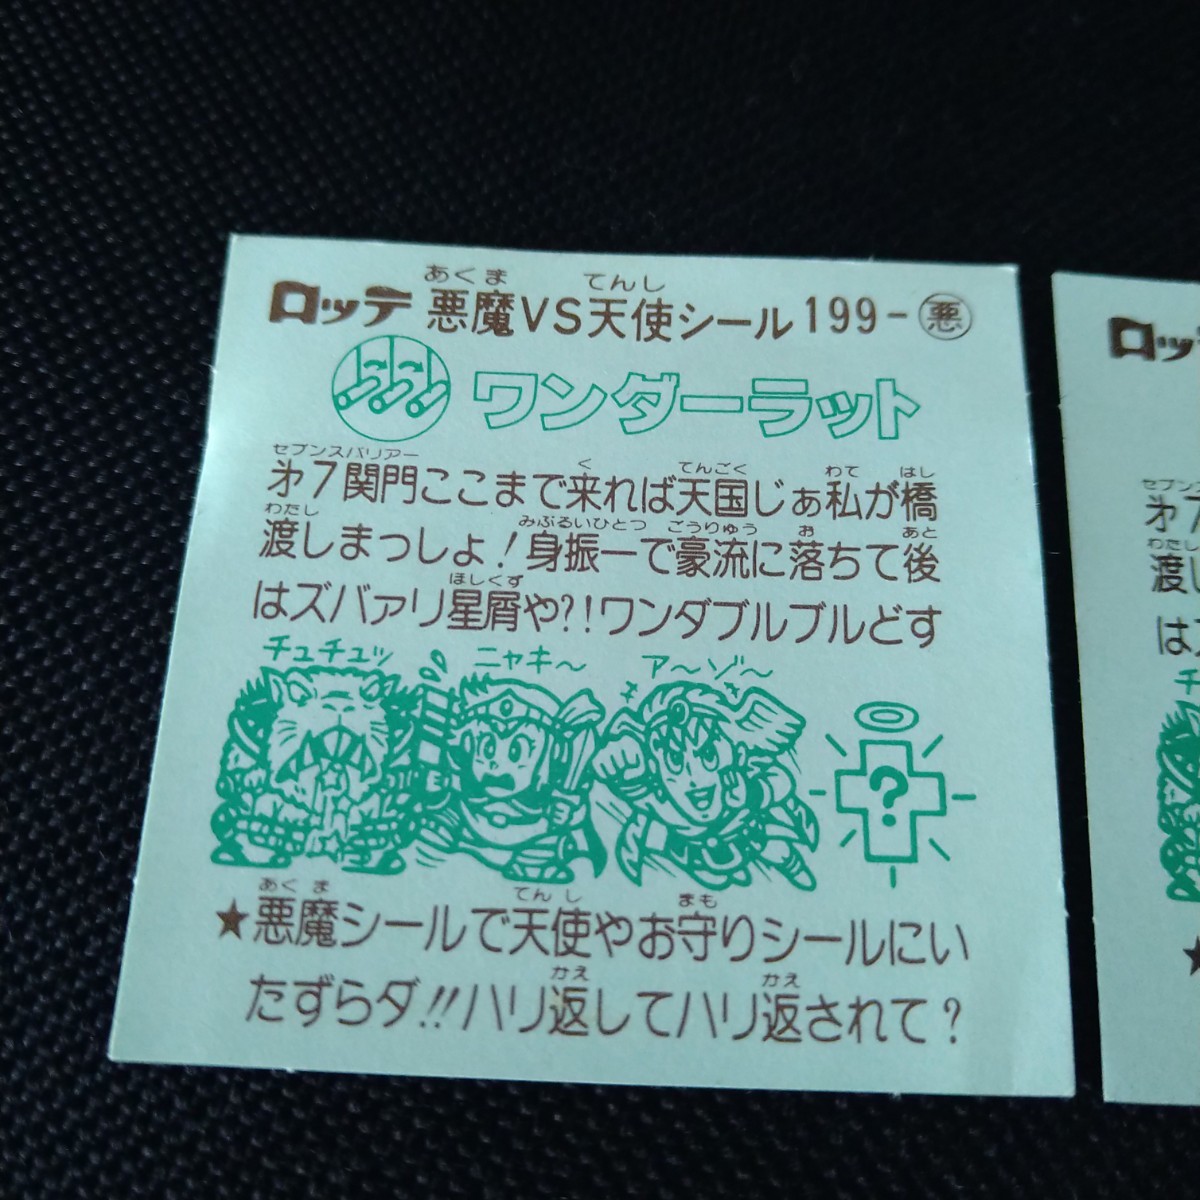 ロッテ 悪魔VS天使シール 199-悪
あくま てんし
ワンダーラット
セブンスバリアー く てんごく わて はし
㐧7関門ここまで来れば天国じぁ私が橋
わたし みぶるいひとつ ごうりゅう お あと
渡しまっしょ!身振一で豪流に落ちて後
ほしくず
はズバァリ星屑や?!ワンダブルブルどす
チュチュッ ニャキ〜 ア〜ゾ〜
?
あくま てんし まも
★悪魔シールで天使やお守りシールにい
かえ かえ
たずらダ!!ハリ返してハリ返されて?
ロッ
セブンス
㐧7
わたし
渡し
は
チ
★